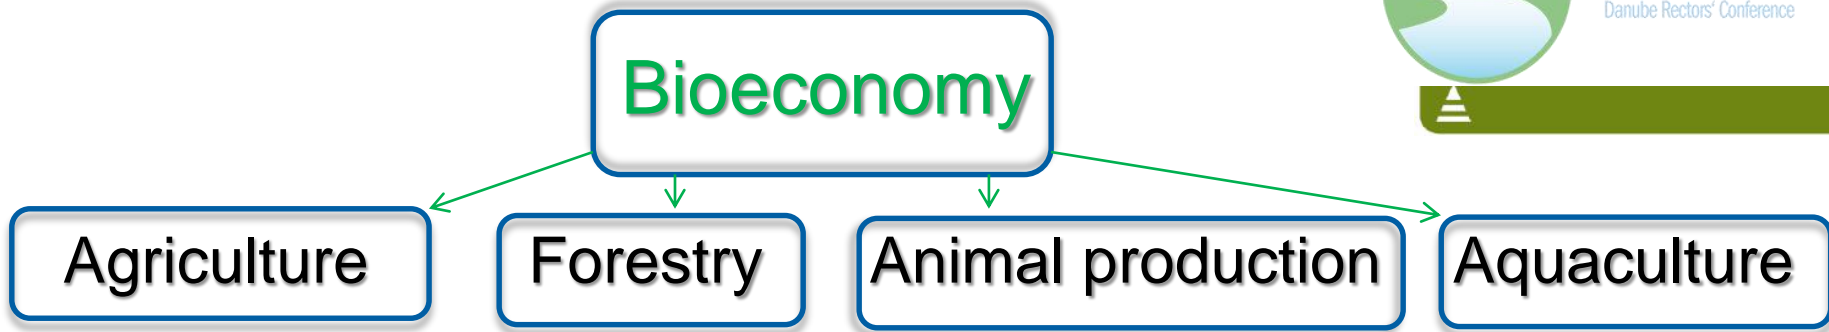 Danube Rectors' Conference
Bioeconomy
Agriculture
Forestry
Animal production
Aquaculture